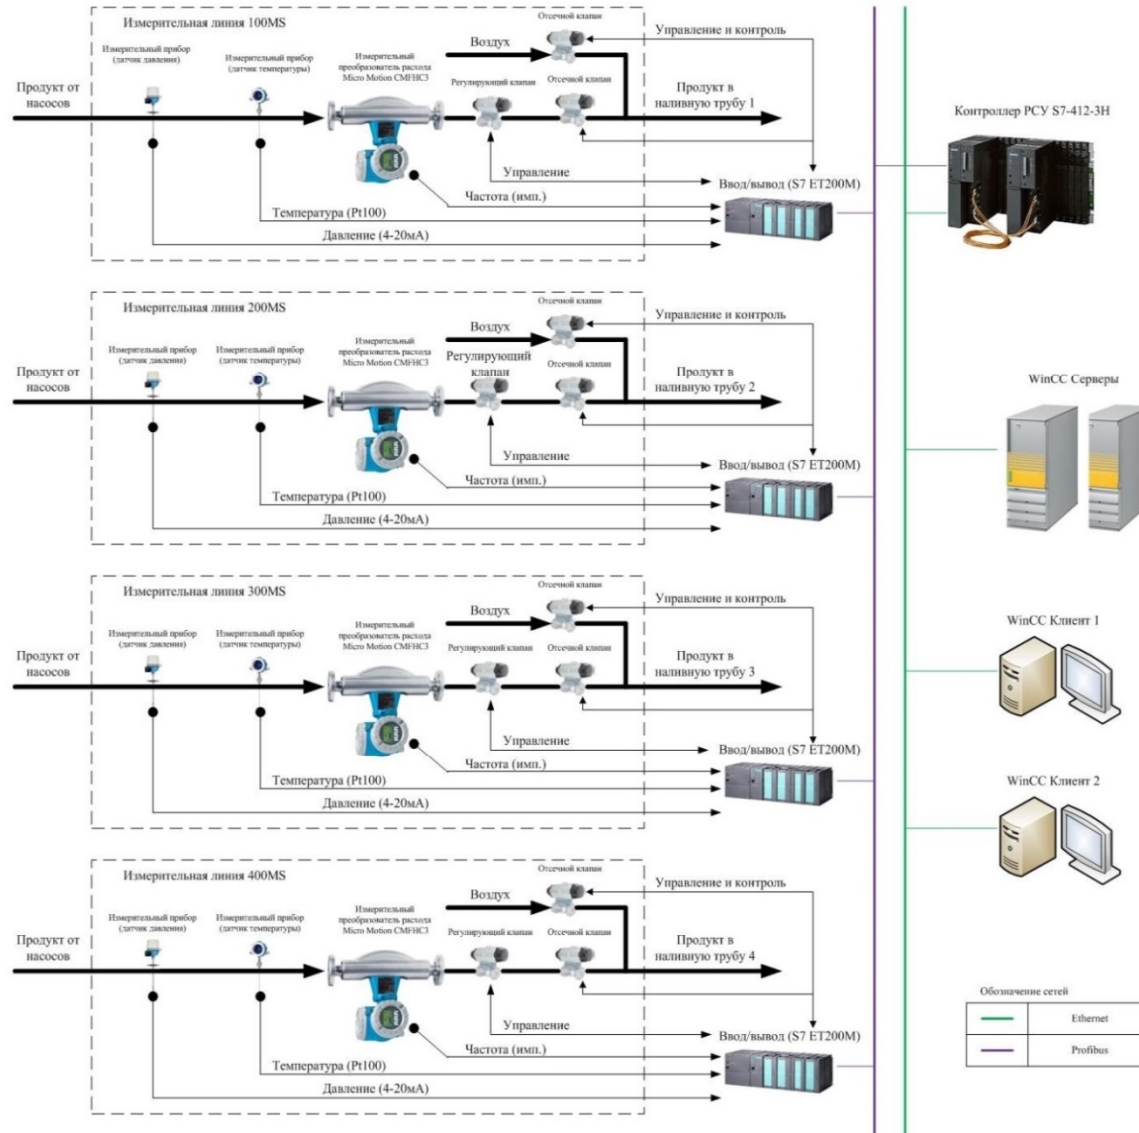 Измерительная линия 100MS
Отсечной клапан
Управление и контроль
Воздух
Измерительный прибор
(датчик давления)
Измерительный прибор
(датчик температуры)
Измерительный
преобразователь расхода
Micro Motion CMFHC3
Регулирующий клапан
Отсечной клапан
Продукт от
насосов
Продукт в
наливную трубу 1
Управление
Ввод/вывод (S7 ET200M)
Частота (имп.)
Температура (Pt100)
Давление (4-20мА)
Измерительная линия 200MS
Отсечной клапан
Управление и контроль
Воздух
Измерительный прибор
(датчик давления)
Измерительный прибор
(датчик температуры)
Измерительный
преобразователь расхода
Micro Motion CMFHC3
Регулирующий
клапан
Отсечной клапан
Продукт от
насосов
Продукт в
наливную трубу 2
Управление
Ввод/вывод (S7 ET200M)
Частота (имп.)
Температура (Pt100)
Давление (4-20мА)
Измерительная линия 300MS
Отсечной клапан
Управление и контроль
Воздух
Измерительный прибор
(датчик давления)
Измерительный прибор
(датчик температуры)
Измерительный
преобразователь расхода
Micro Motion CMFHC3
Регулирующий клапан
Отсечной клапан
Продукт от
насосов
Продукт в
наливную трубу 3
Управление
Ввод/вывод (S7 ET200M)
Частота (имп.)
Температура (Pt100)
Давление (4-20мА)
Измерительная линия 400MS
Отсечной клапан
Управление и контроль
Воздух
Измерительный прибор
(датчик давления)
Измерительный прибор
(датчик температуры)
Измерительный
преобразователь расхода
Micro Motion CMFHC3
Регулирующий клапан
Отсечной клапан
Продукт от
насосов
Продукт в
наливную трубу 4
Управление
Ввод/вывод (S7 ET200M)
Частота (имп.)
Температура (Pt100)
Давление (4-20мА)
Контроллер РСУ S7-412-3H
WinCC Серверы
WinCC Клиент 1
WinCC Клиент 2
Обозначение сетей
Ethernet
Profibus